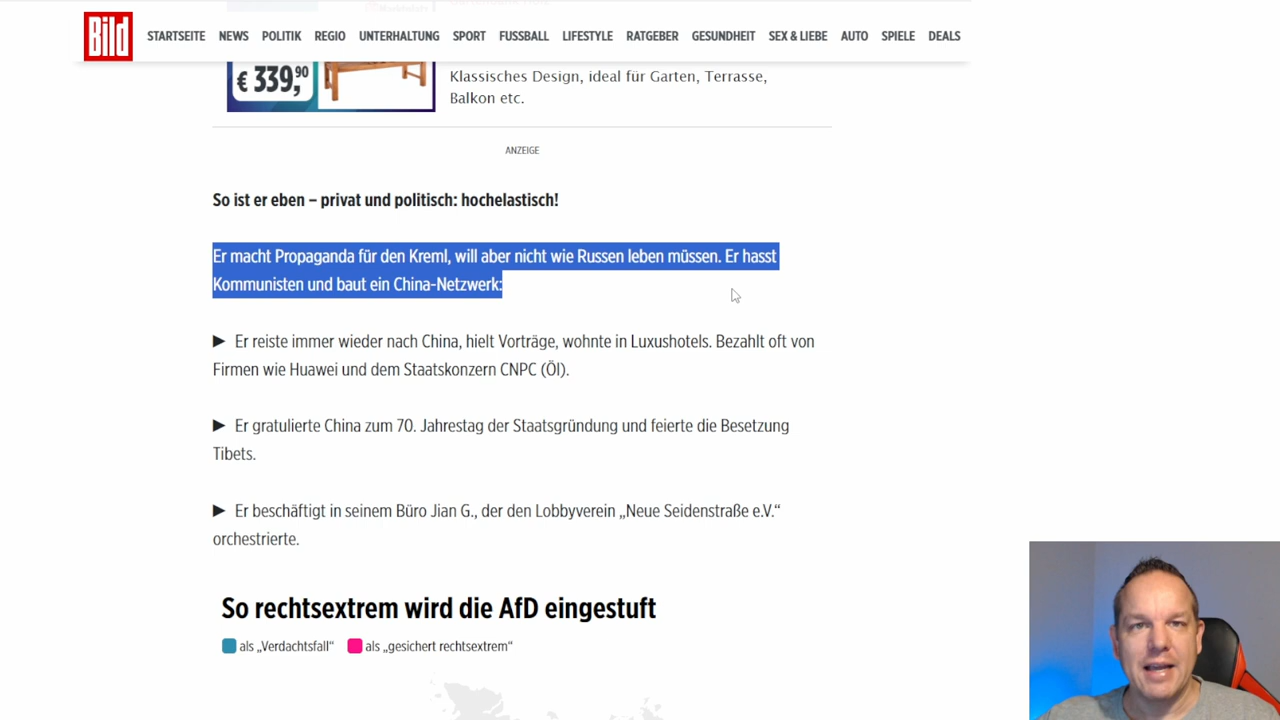 Bild
STARTSEITE NEWS POLITIK REGIO UNTERHALTUNG SPORT FUSSBALL LIFESTYLE RATGEBER GESUNDHEIT SEX & LIEBE AUTO SPIELE DEALS
€ 339,90
Klassisches Design, ideal für Garten, Terrasse,
Balkon etc.
ANZEIGE
So ist er eben – privat und politisch: hochelastisch!
Er macht Propaganda für den Kreml, will aber nicht wie Russen leben müssen. Er hasst
Kommunisten und baut ein China-Netzwerk:
► Er reiste immer wieder nach China, hielt Vorträge, wohnte in Luxushotels. Bezahlt oft von
Firmen wie Huawei und dem Staatskonzern CNPC (Öl).
► Er gratulierte China zum 70. Jahrestag der Staatsgründung und feierte die Besetzung
Tibets.
► Er beschäftigt in seinem Büro Jian G., der den Lobbyverein „Neue Seidenstraße e.V.“
orchestrierte.
So rechtsextrem wird die AfD eingestuft
als „Verdachtsfall“ als „gesichert rechtsextrem“